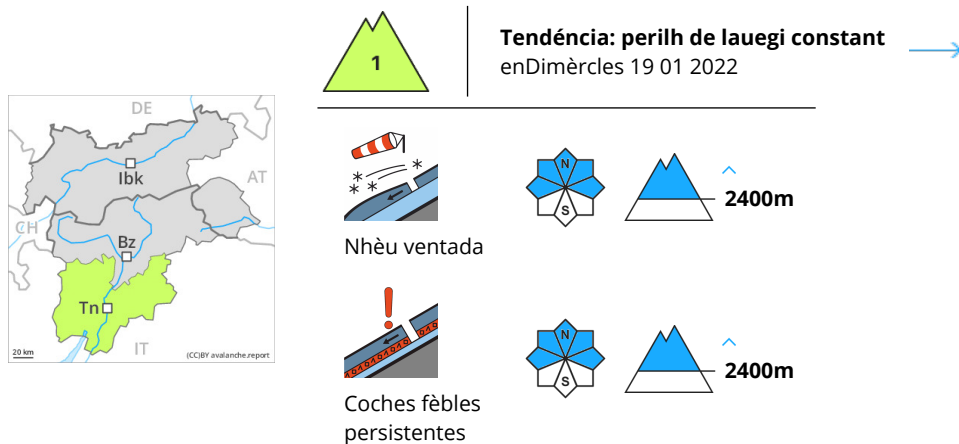 1
Tendéncia: perilh de lauegi constant
enDimèrcles 19 01 2022
DE
AT
Ibk
CH
Bz
Tn
IT
20 km
(CC)BY avalanche.report
N
S
2400m
Nhèu ventada
N
S
2400m
Coches fèbles
persistentes